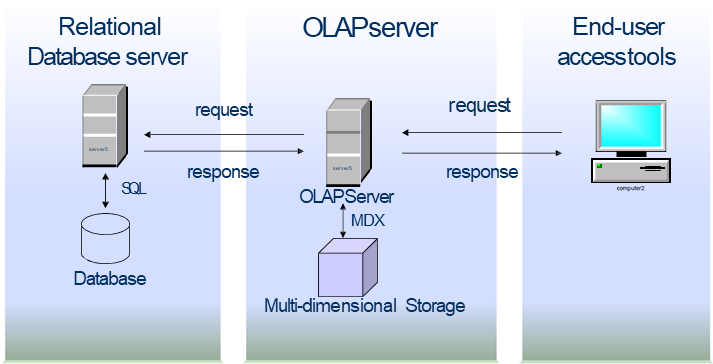 Relational
Database server
OLAPserver
End-user
accesstools
request
response
request
response
server5
server5
computer2
SQL
OLAPServer
MDX
Database
Multi-dimensional Storage